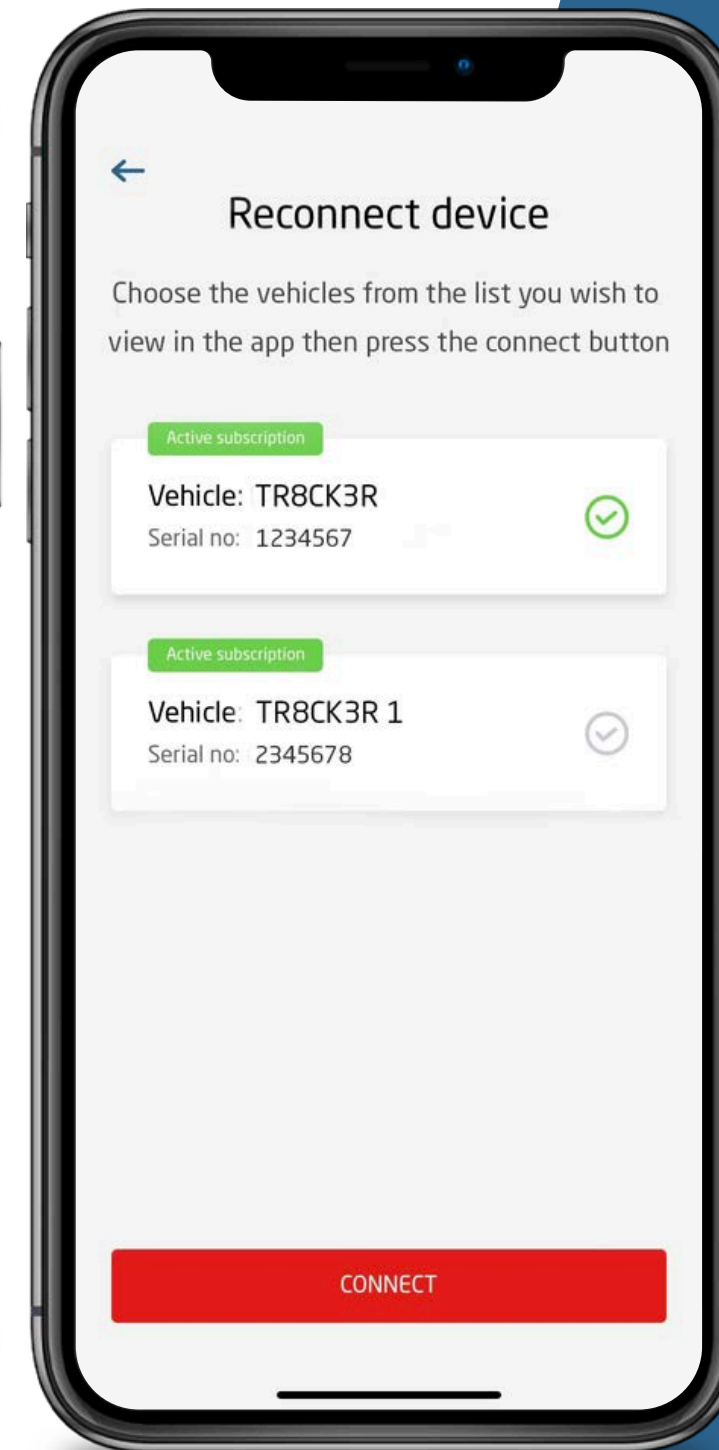 Reconnect device
Choose the vehicles from the list you wish to
view in the app then press the connect button
Active subscription
Vehicle: TR8CK3R
Serial no: 1234567
Active subscription
Vehicle: TR8CK3R 1
Serial no: 2345678
CONNECT